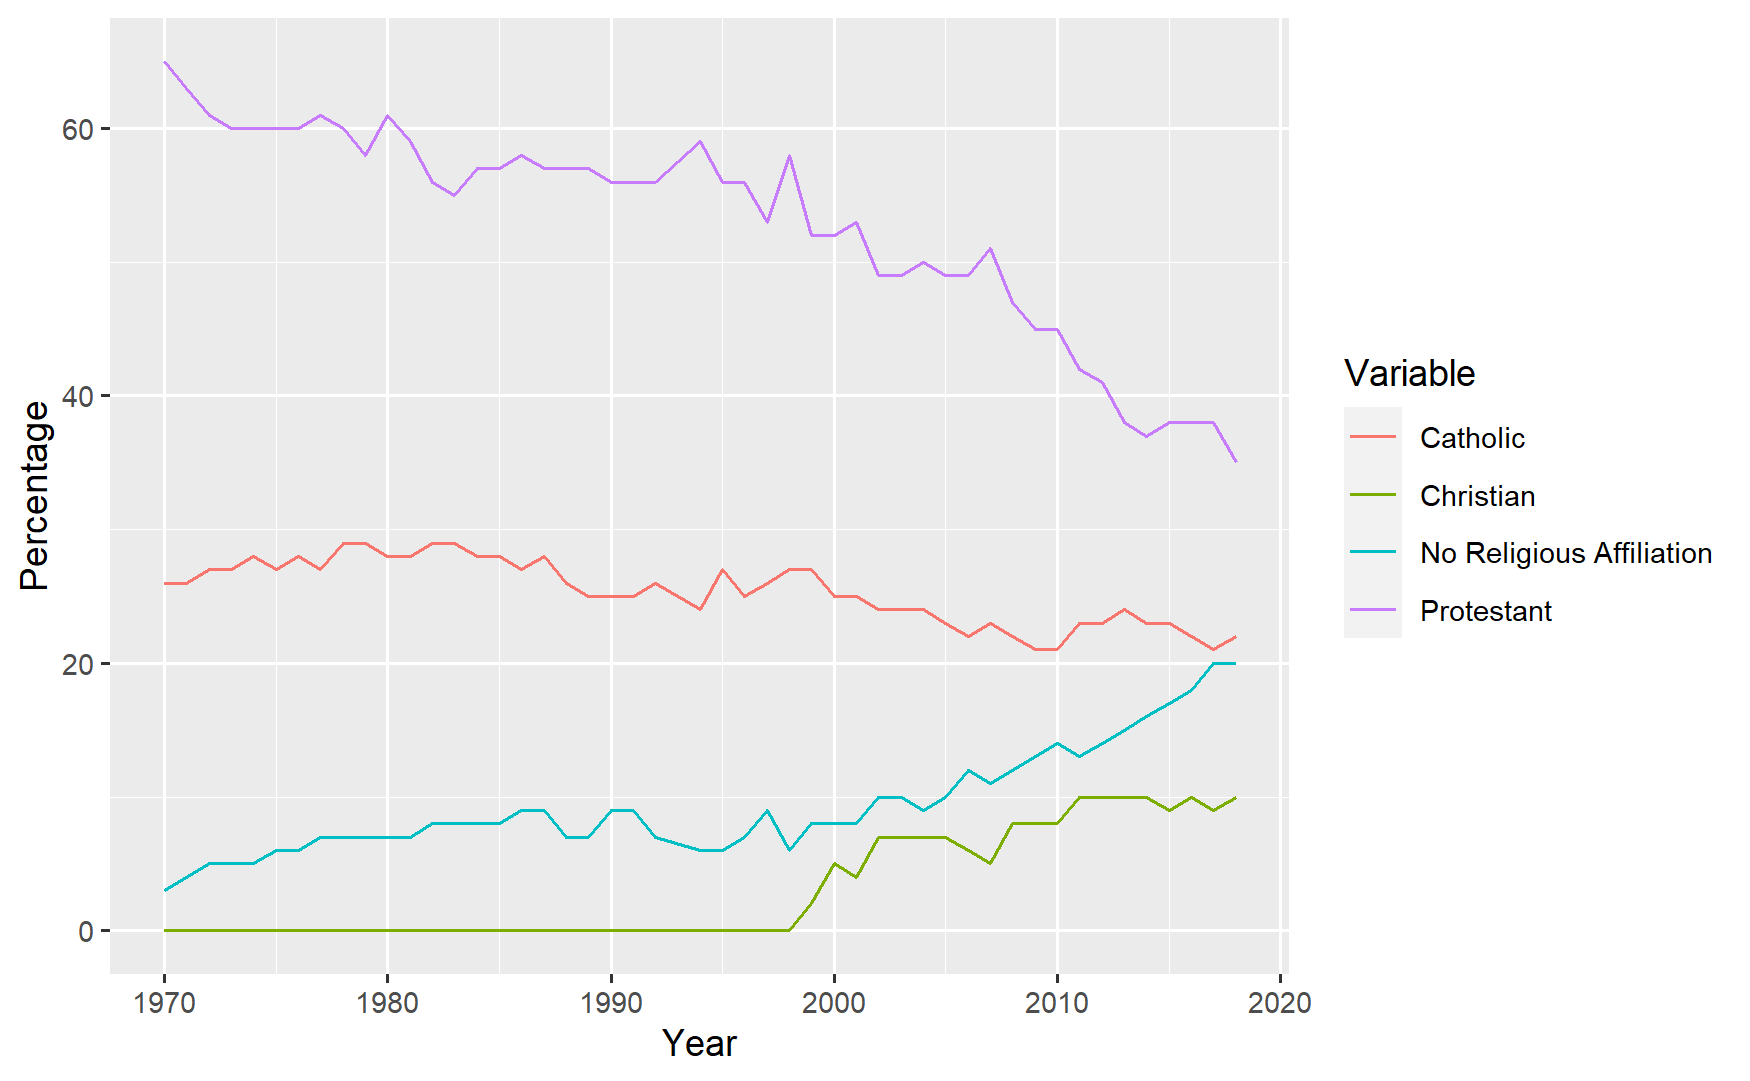 60
40
20
0
Percentage
1970 1980 1990 2000 2010 2020
Year
Variable
Catholic
Christian
No Religious Affiliation
Protestant